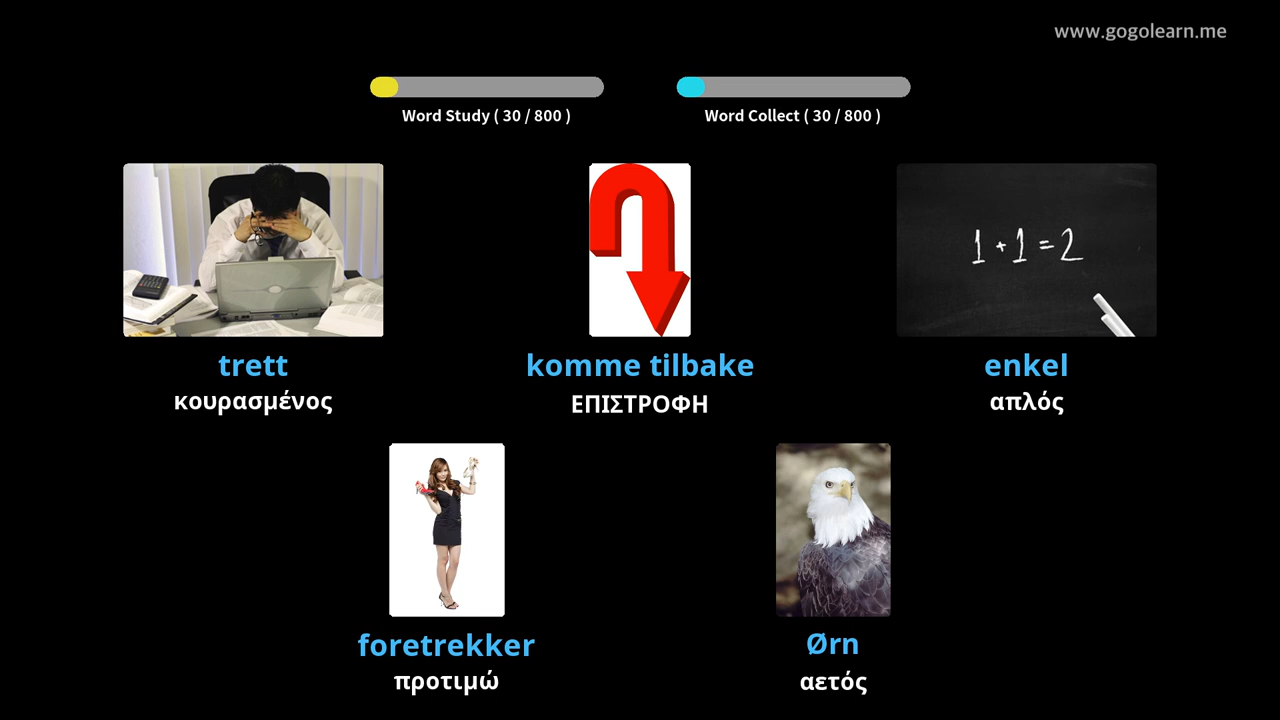 www.gogolearn.me
Word Study ( 30 / 800 )
Word Collect ( 30 / 800 )
1 + 1 = 2
trett
κουρασμένος
komme tilbake
ΕΠΙΣΤΡΟΦΗ
enkel
απλός
foretrekker
προτιμώ
Ørn
αετός